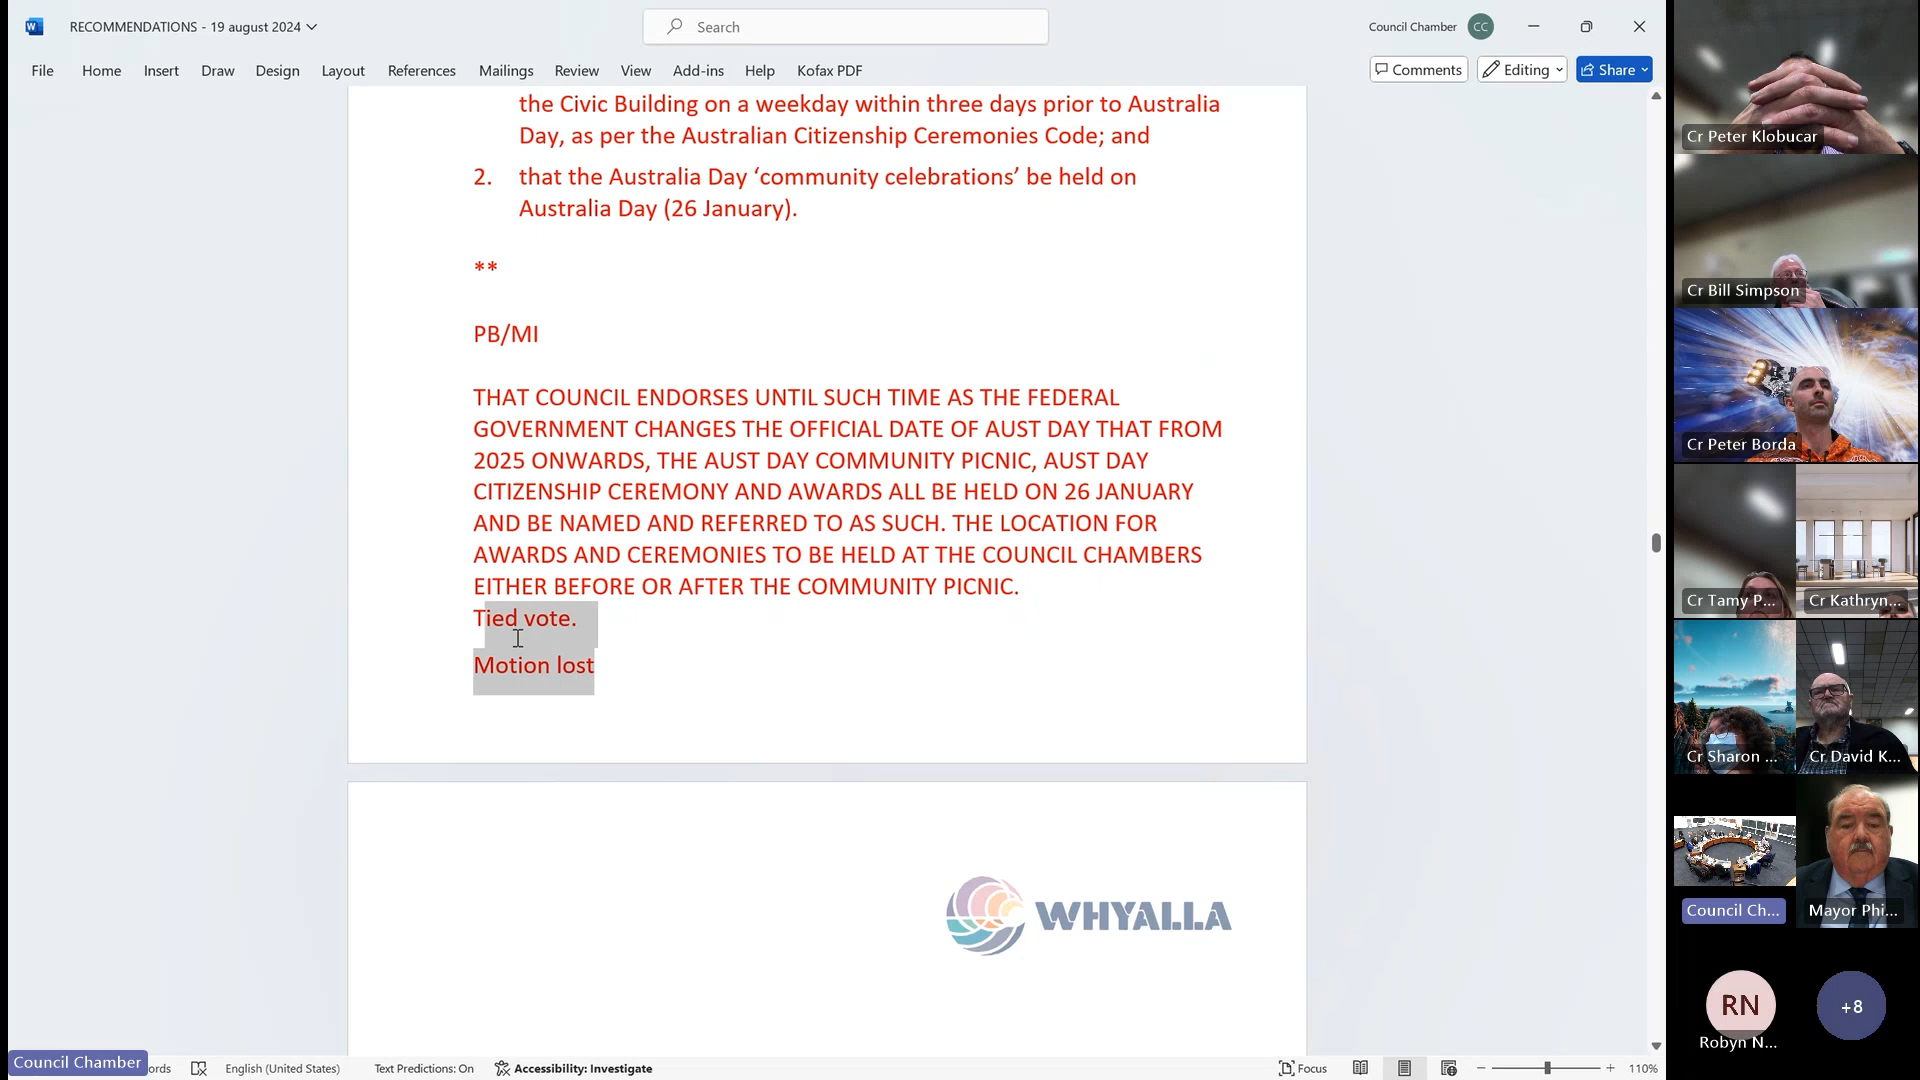 RECOMMENDATIONS - 19 august 2024
Search
Council Chamber
CC
File
Home
Insert
Draw
Design
Layout
References
Mailings
Review
View
Add-ins
Help
Kofax PDF
Comments
Editing
Share
the Civic Building on a weekday within three days prior to Australia
Day, as per the Australian Citizenship Ceremonies Code; and
2. that the Australia Day ‘community celebrations’ be held on
Australia Day (26 January).
**
PB/MI
THAT COUNCIL ENDORSES UNTIL SUCH TIME AS THE FEDERAL
GOVERNMENT CHANGES THE OFFICIAL DATE OF AUST DAY THAT FROM
2025 ONWARDS, THE AUST DAY COMMUNITY PICNIC, AUST DAY
CITIZENSHIP CEREMONY AND AWARDS ALL BE HELD ON 26 JANUARY
AND BE NAMED AND REFERRED TO AS SUCH. THE LOCATION FOR
AWARDS AND CEREMONIES TO BE HELD AT THE COUNCIL CHAMBERS
EITHER BEFORE OR AFTER THE COMMUNITY PICNIC.
Tied vote.
Motion lost
WHYALLA
Cr Peter Klobucar
Cr Bill Simpson
Cr Peter Borda
Cr Tamy P...
Cr Kathryn...
Cr Sharon ...
Cr David K...
Council Ch...
Mayor Phi...
RN
Robyn N...
+8
Council Chamber
ords
English (United States)
Text Predictions: On
Accessibility: Investigate
Focus
110%